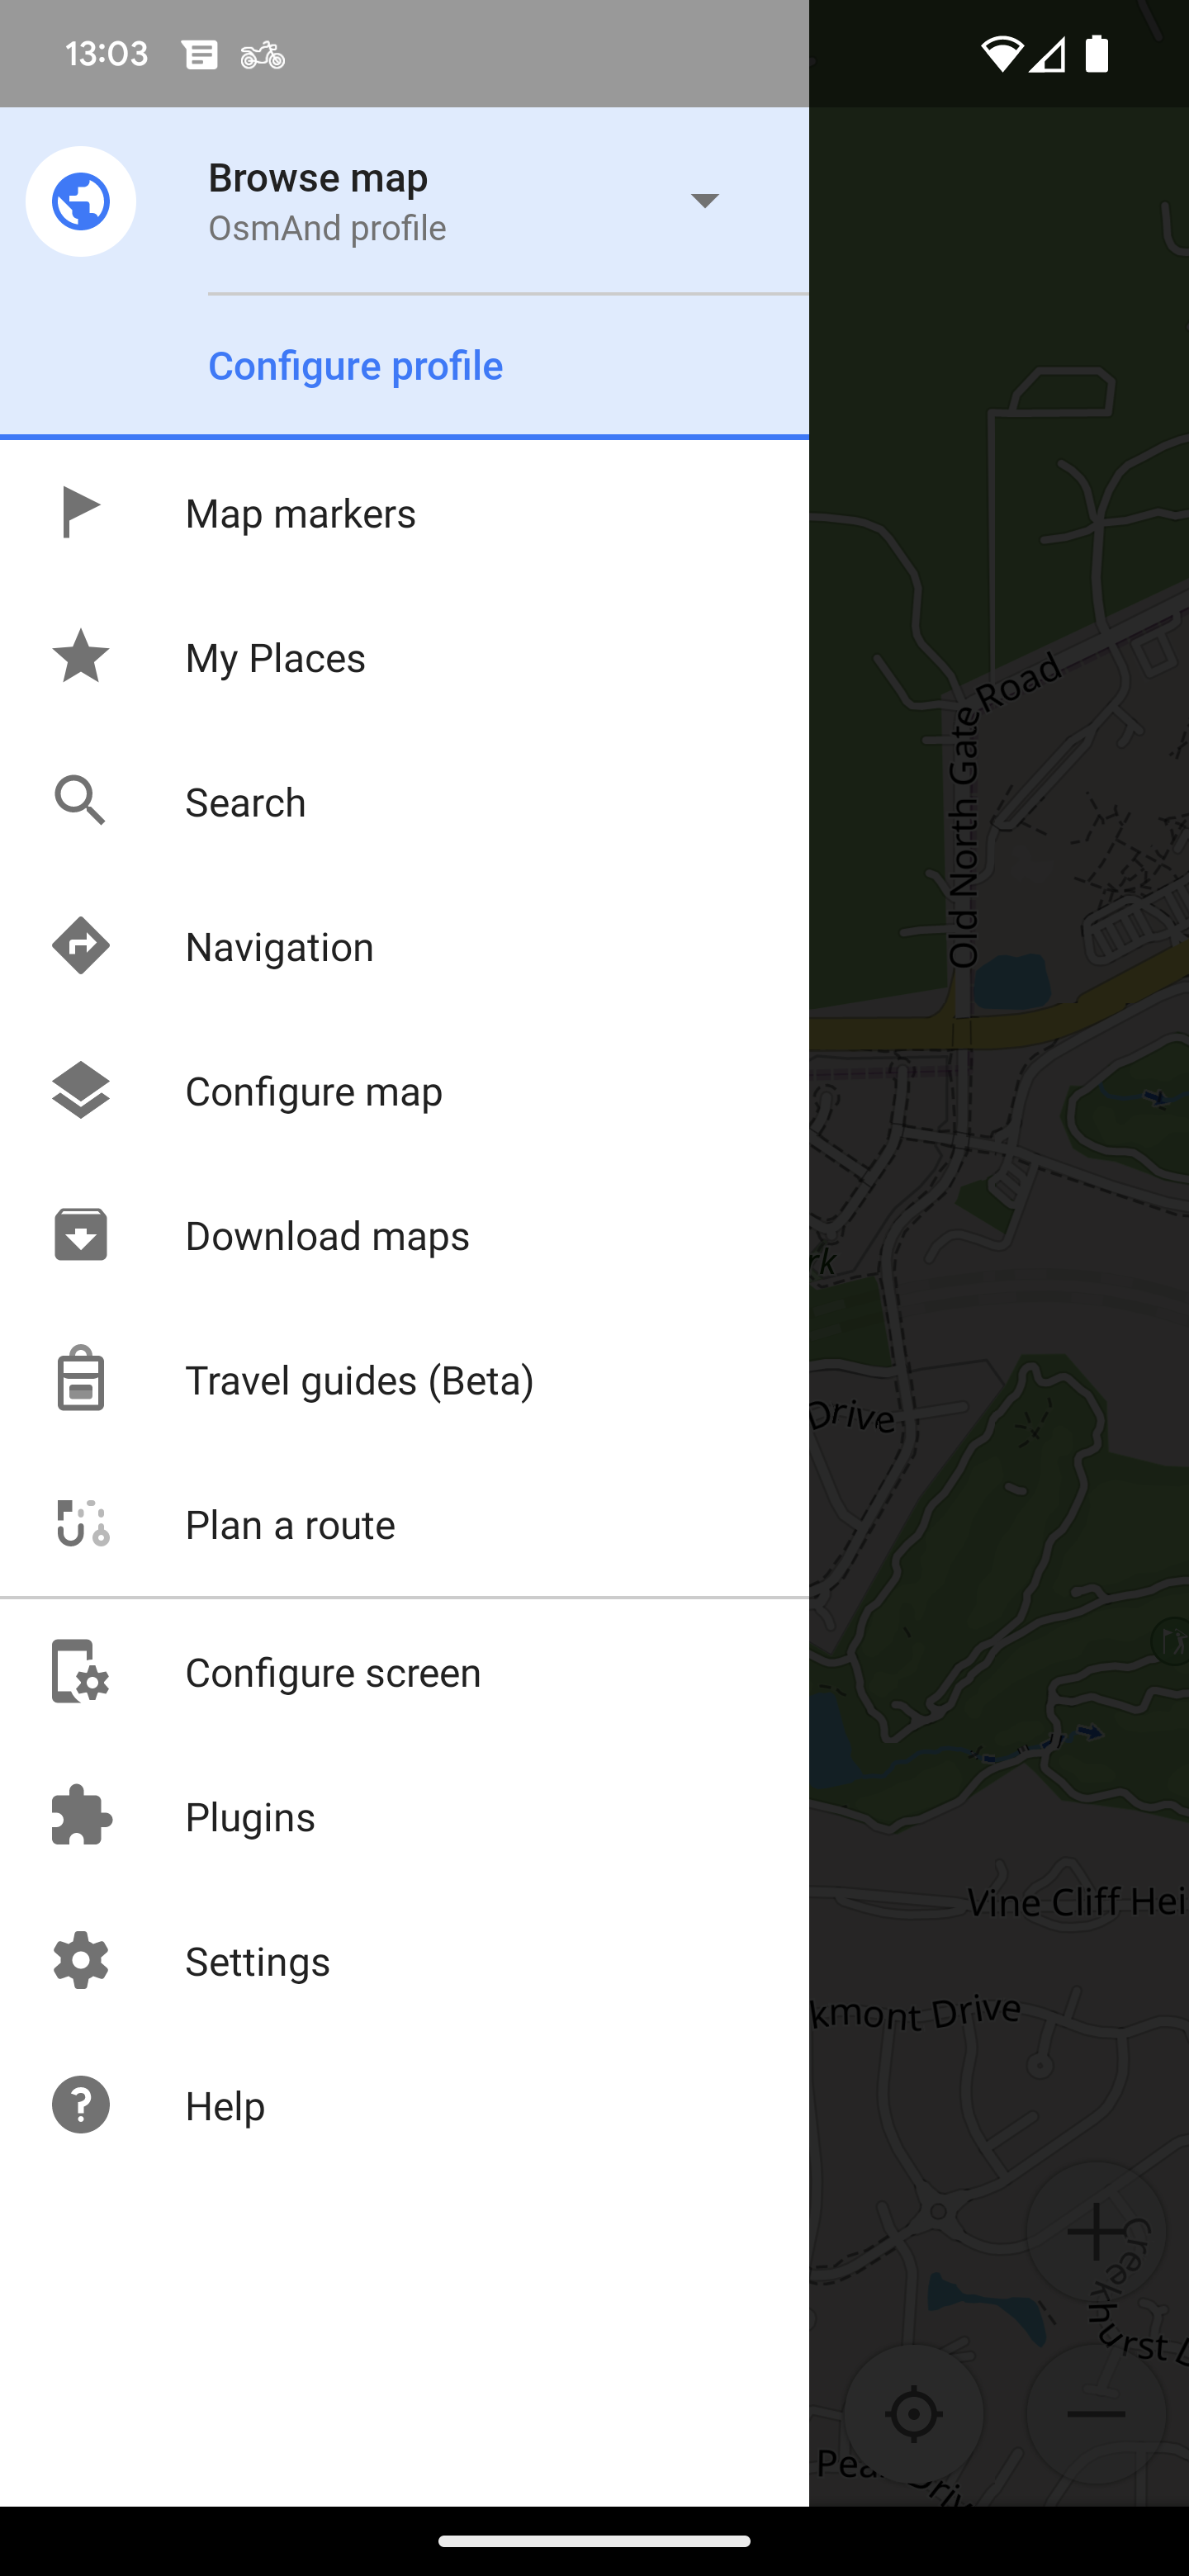 13:03
Browse map
OsmAnd profile
Configure profile
Map markers
My Places
Search
Navigation
Configure map
Download maps
Travel guides (Beta)
Plan a route
Configure screen
Plugins
Settings
Help
Old North Gate Road
rk
Drive
Vine Cliff Hei
kmont Drive
Creekhurst D